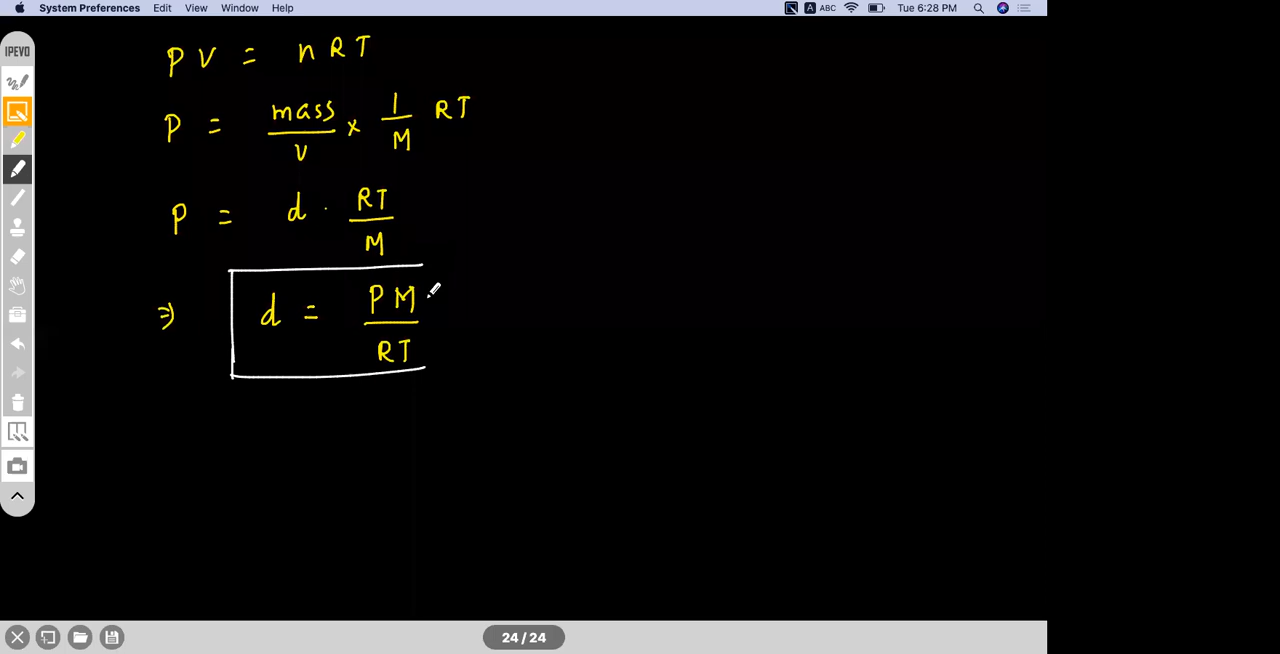 System Preferences Edit View Window Help A ABC Tue 6:28 PM
IPEVO
PV = nRT
P = mass/V × 1/M RT
P = d · RT/M
⇒ d = PM/RT
24 / 24